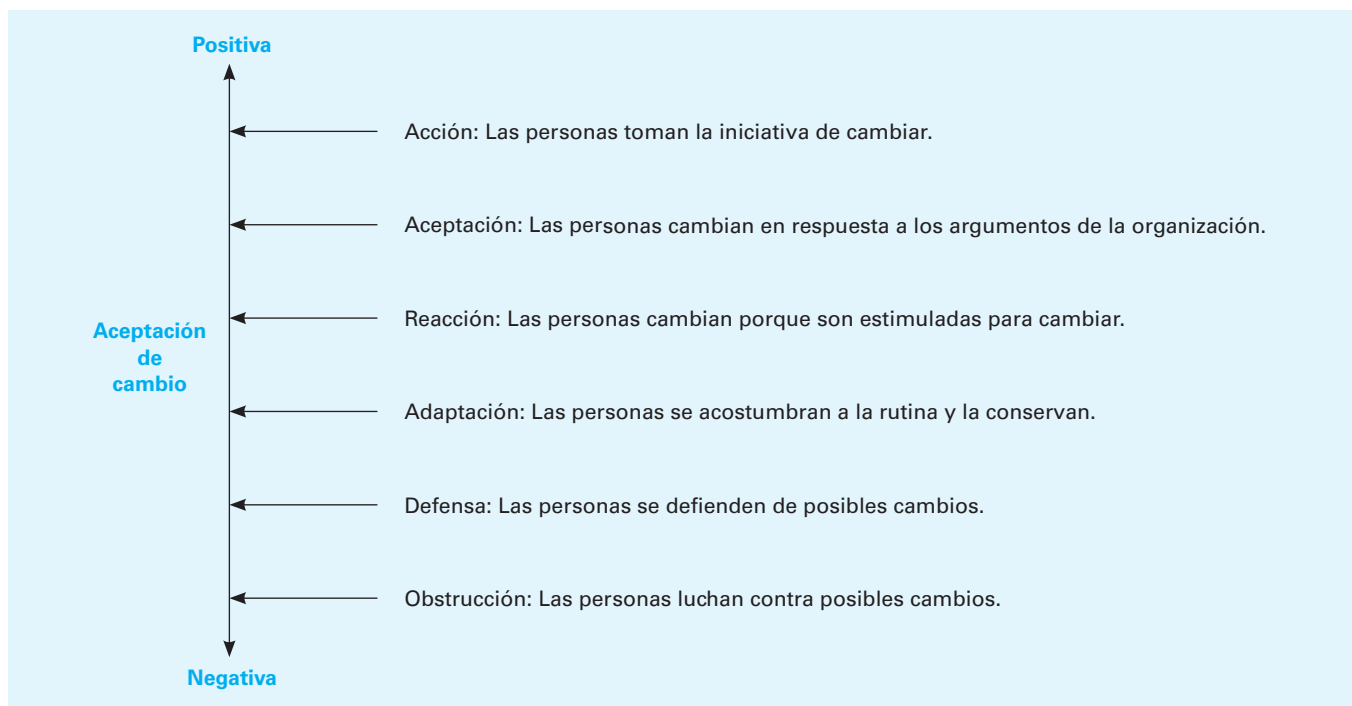 Positiva
Acción: Las personas toman la iniciativa de cambiar.
Aceptación: Las personas cambian en respuesta a los argumentos de la organización.
Reacción: Las personas cambian porque son estimuladas para cambiar.
Aceptación
de
cambio
Adaptación: Las personas se acostumbran a la rutina y la conservan.
Defensa: Las personas se defienden de posibles cambios.
Obstrucción: Las personas luchan contra posibles cambios.
Negativa